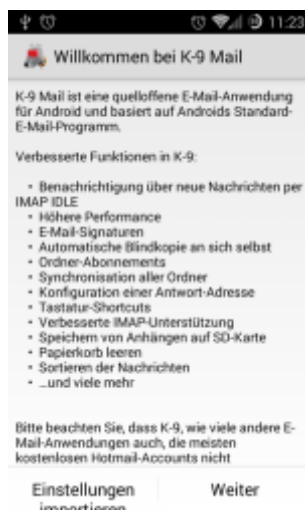 11:23
Willkommen bei K-9 Mail
K-9 Mail ist eine quelloffene E-Mail-Anwendung
für Android und basiert auf Androids Standard-
E-Mail-Programm.
Verbesserte Funktionen in K-9:
• Benachrichtigung über neue Nachrichten per
IMAP IDLE
• Höhere Performance
• E-Mail-Signaturen
• Automatische Blindkopie an sich selbst
• Ordner-Abonnements
• Synchronisation aller Ordner
• Konfiguration einer Antwort-Adresse
• Tastatur-Shortcuts
• Verbesserte IMAP-Unterstützung
• Speichern von Anhängen auf SD-Karte
• Papierkorb leeren
• Sortieren der Nachrichten
• …und viele mehr
Bitte beachten Sie, dass K-9, wie viele andere E-
Mail-Anwendungen auch, die meisten
kostenlosen Hotmail-Accounts nicht
Einstellungen
importieren
Weiter